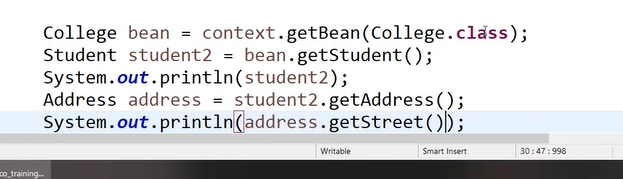 College bean = context.getBean(College.class);
Student student2 = bean.getStudent();
System.out.println(student2);
Address address = student2.getAddress();
System.out.println(address.getStreet());
Writable Smart Insert 30 : 47 : 998
co_training...